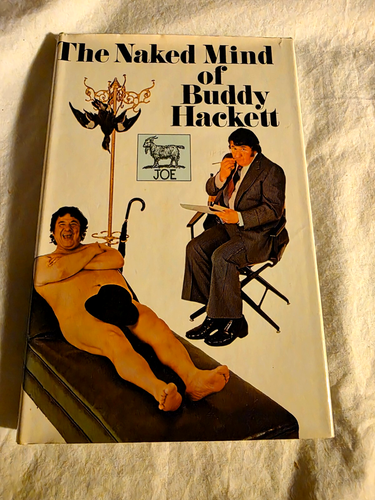 The Naked Mind
of
Buddy
Hackett
JOE